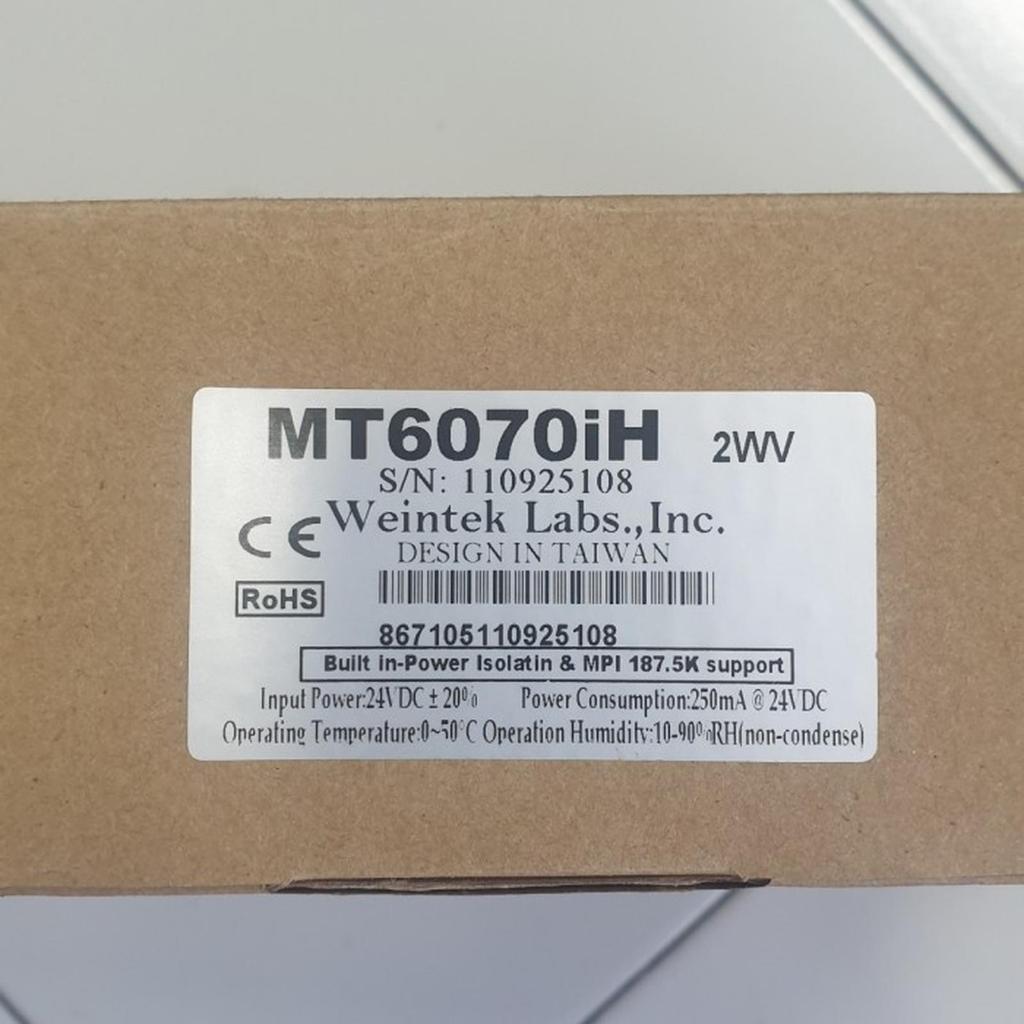 MT6070iH 2WV
S/N: 110925108
CE Weintek Labs.,Inc.
DESIGN IN TAIWAN
RoHS
867105110925108
Built in-Power Isolatin & MPI 187.5K support
Input Power:24VDC ± 20% Power Consumption:250mA @ 24VDC
Operating Temperature:0~50°C Operation Humidity:10-90%RH(non-condense)